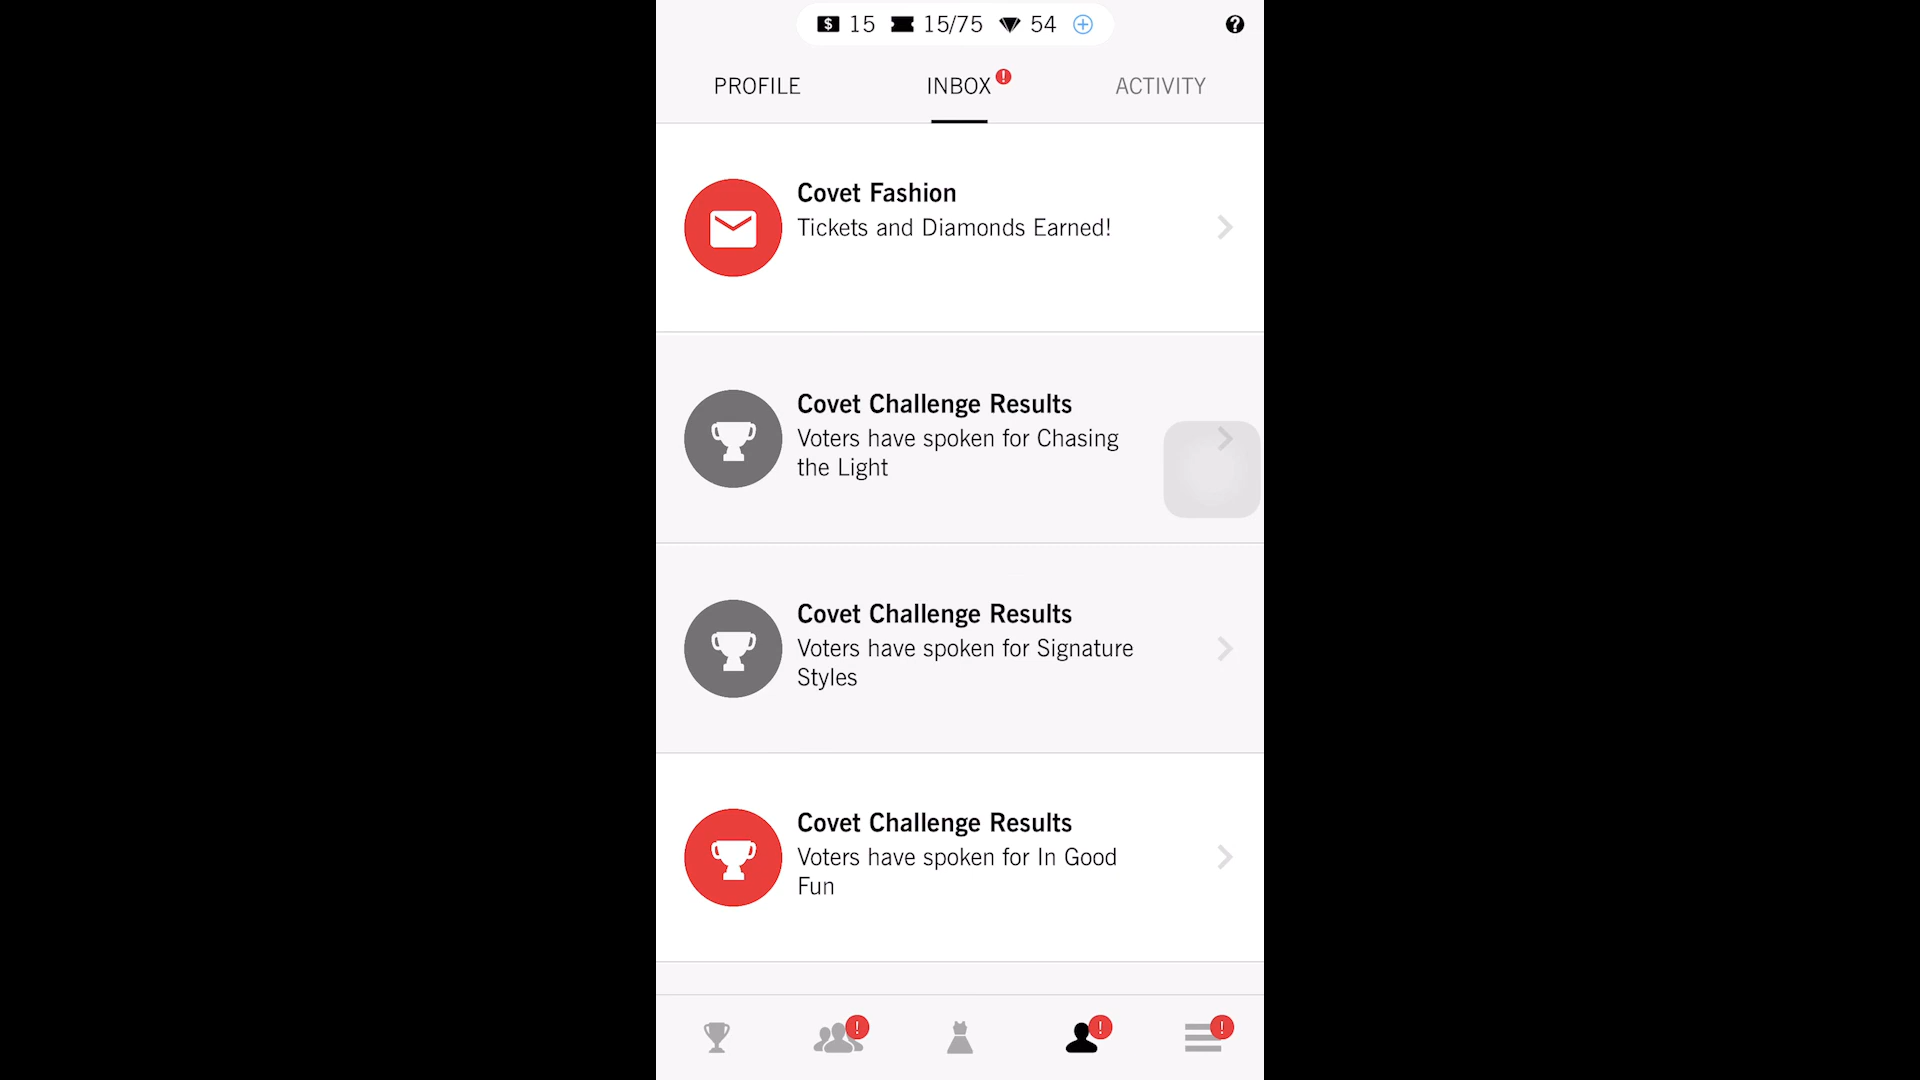 $ 15 15/75 54 ?
PROFILE INBOX ! ACTIVITY
Covet Fashion
Tickets and Diamonds Earned!
Covet Challenge Results
Voters have spoken for Chasing
the Light
Covet Challenge Results
Voters have spoken for Signature
Styles
Covet Challenge Results
Voters have spoken for In Good
Fun
! ! !